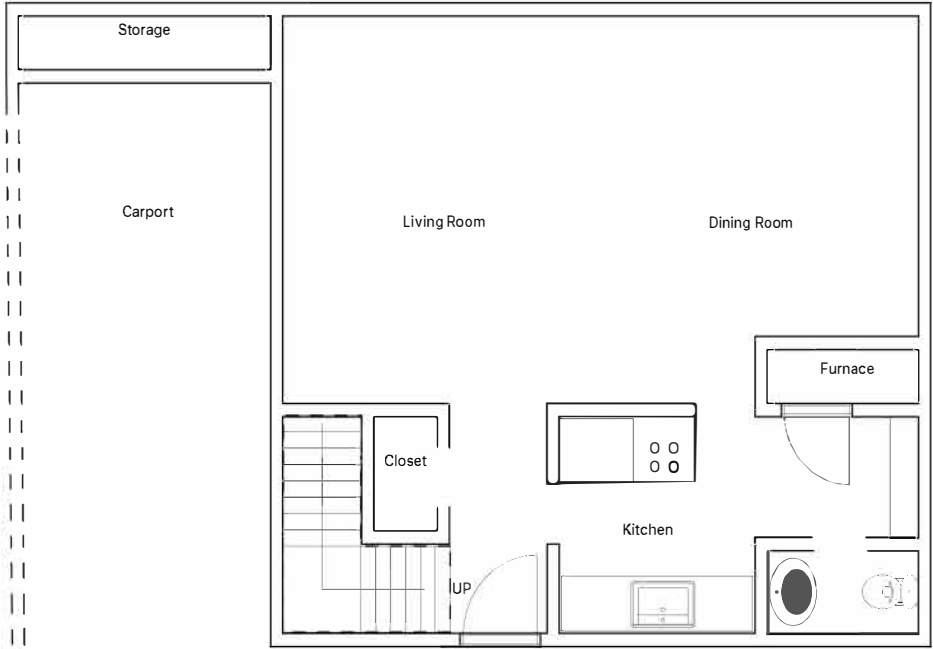 Storage
Carport
Living Room
Dining Room
Furnace
Closet
Kitchen
UP